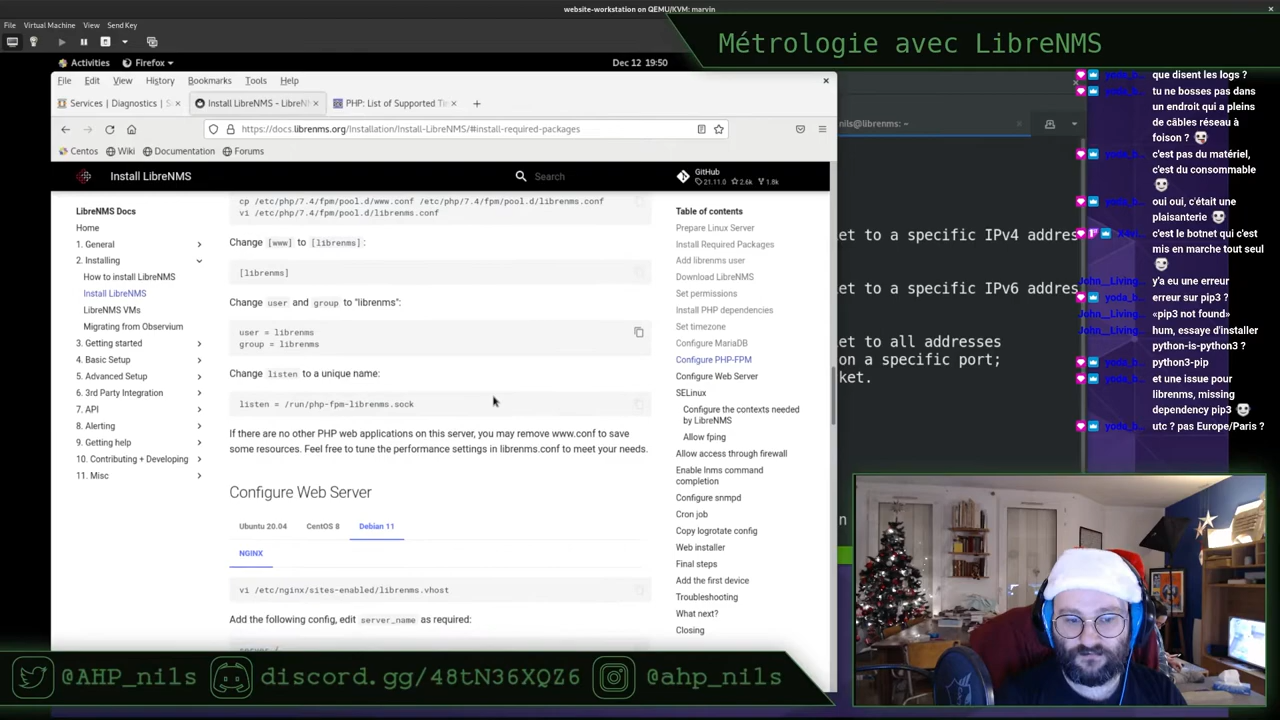 website-workstation on QEMU/KVM: marvin
File Virtual Machine View Send Key
Métrologie avec LibreNMS
Activities Firefox Dec 12 19:50
File Edit View History Bookmarks Tools Help
Services | Diagnostics | S
Install LibreNMS - LibreN
PHP: List of Supported Ti
https://docs.librenms.org/Installation/Install-LibreNMS/#install-required-packages
Centos Wiki Documentation Forums
Install LibreNMS
Search
GitHub
21.11.0 2.6k 1.8k
LibreNMS Docs
Home
1. General
2. Installing
How to install LibreNMS
Install LibreNMS
LibreNMS VMs
Migrating from Observium
3. Getting started
4. Basic Setup
5. Advanced Setup
6. 3rd Party Integration
7. API
8. Alerting
9. Getting help
10. Contributing + Developing
11. Misc
cp /etc/php/7.4/fpm/pool.d/www.conf /etc/php/7.4/fpm/pool.d/librenms.conf
vi /etc/php/7.4/fpm/pool.d/librenms.conf
Change [www] to [librenms]:
[librenms]
Change user and group to "librenms":
user = librenms
group = librenms
Change listen to a unique name:
listen = /run/php-fpm-librenms.sock
If there are no other PHP web applications on this server, you may remove www.conf to save
some resources. Feel free to tune the performance settings in librenms.conf to meet your needs.
Configure Web Server
Ubuntu 20.04 CentOS 8 Debian 11
NGINX
vi /etc/nginx/sites-enabled/librenms.vhost
Add the following config, edit server_name as required:
Table of contents
Prepare Linux Server
Install Required Packages
Add librenms user
Download LibreNMS
Set permissions
Install PHP dependencies
Set timezone
Configure MariaDB
Configure PHP-FPM
Configure Web Server
SELinux
Configure the contexts needed
by LibreNMS
Allow fping
Allow access through firewall
Enable lnms command
completion
Configure snmpd
Cron job
Copy logrotate config
Web installer
Final steps
Add the first device
Troubleshooting
What next?
Closing
nils@librenms: ~
et to a specific IPv4 addres
et to a specific IPv6 addres
et to all addresses
on a specific port;
ket.
n
que disent les logs ?
tu ne bosses pas dans
un endroit qui a pleins
de câbles réseau à
foison ?
c'est pas du matériel,
c'est du consommable
oui oui, c'était une
plaisanterie
c'est le botnet qui c'est
mis en marche tout seul
John__Living.. y'a eu une erreur
erreur sur pip3 ?
John__Living.. «pip3 not found»
John__Living.. hum, essaye d'installer
python-is-python3 ?
python3-pip
et une issue pour
librenms, missing
dependency pip3
utc ? pas Europe/Paris ?
@AHP_nils discord.gg/48tN36XQZ6 @ahp_nils